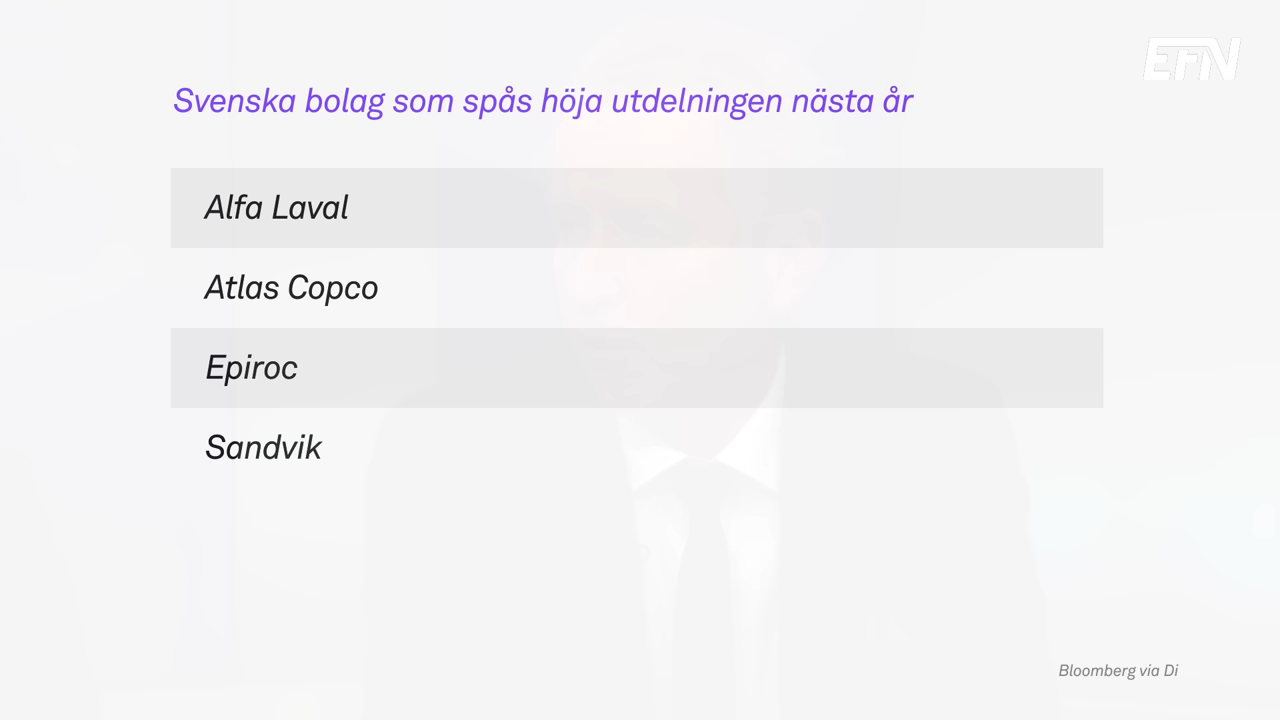 EFN
Svenska bolag som spås höja utdelningen nästa år
Alfa Laval
Atlas Copco
Epiroc
Sandvik
Bloomberg via Di